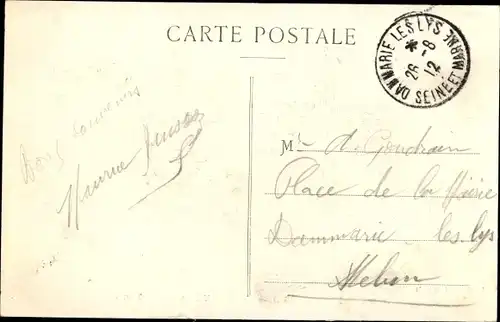 CARTE POSTALE
DAMMARIE LES LYS
* -8
26 12
SEINE ET MARNE
Bons souvenirs
Maurice
M
Place de la Mairie
Dammarie-les-lys
Melun